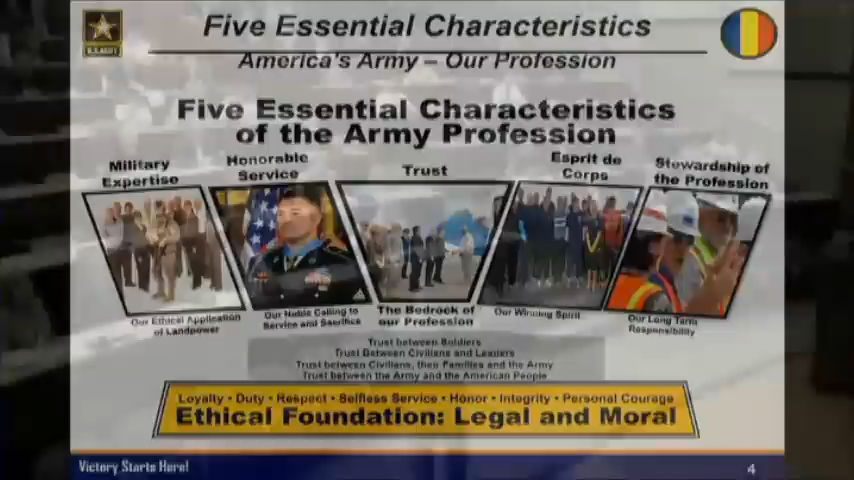 Five Essential Characteristics
America's Army – Our Profession
U.S. ARMY
Five Essential Characteristics
of the Army Profession
Military
Expertise
Honorable
Service
Trust
Esprit de
Corps
Stewardship of
the Profession
Our Ethical Application
of Landpower
Our Noble Calling to
Service and Sacrifice
The Bedrock of
our Profession
Our Winning Spirit
Our Long Term
Responsibility
Trust between Soldiers
Trust Between Civilians and Leaders
Trust between Civilians, their Families and the Army
Trust between the Army and the American People
Loyalty • Duty • Respect • Selfless Service • Honor • Integrity • Personal Courage
Ethical Foundation: Legal and Moral
Victory Starts Here!
4